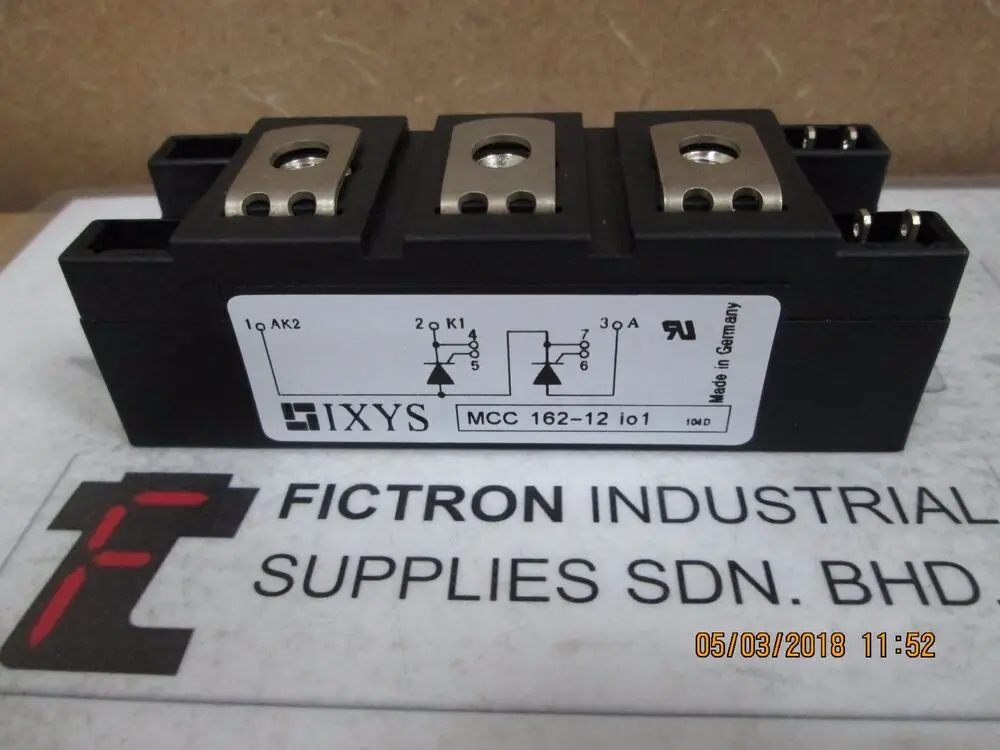 1 AK2
2 K1
4
5
7
6
3 A
Made in Germany
IXYS
MCC 162-12 io1
104D
FICTRON INDUSTRIAL
SUPPLIES SDN. BHD.
05/03/2018 11:52